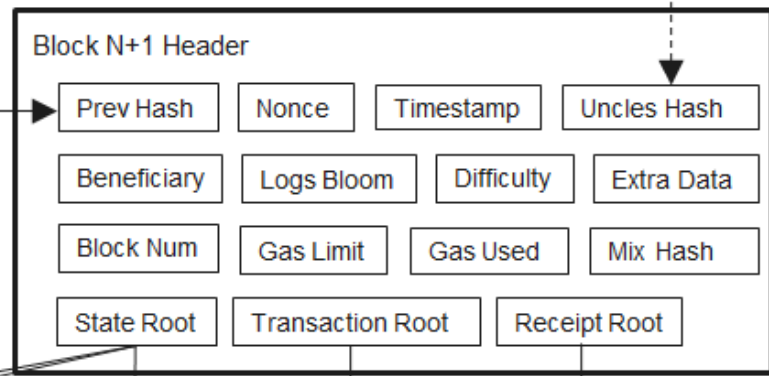 Block N+1 Header
Prev Hash Nonce Timestamp Uncles Hash
Beneficiary Logs Bloom Difficulty Extra Data
Block Num Gas Limit Gas Used Mix Hash
State Root Transaction Root Receipt Root